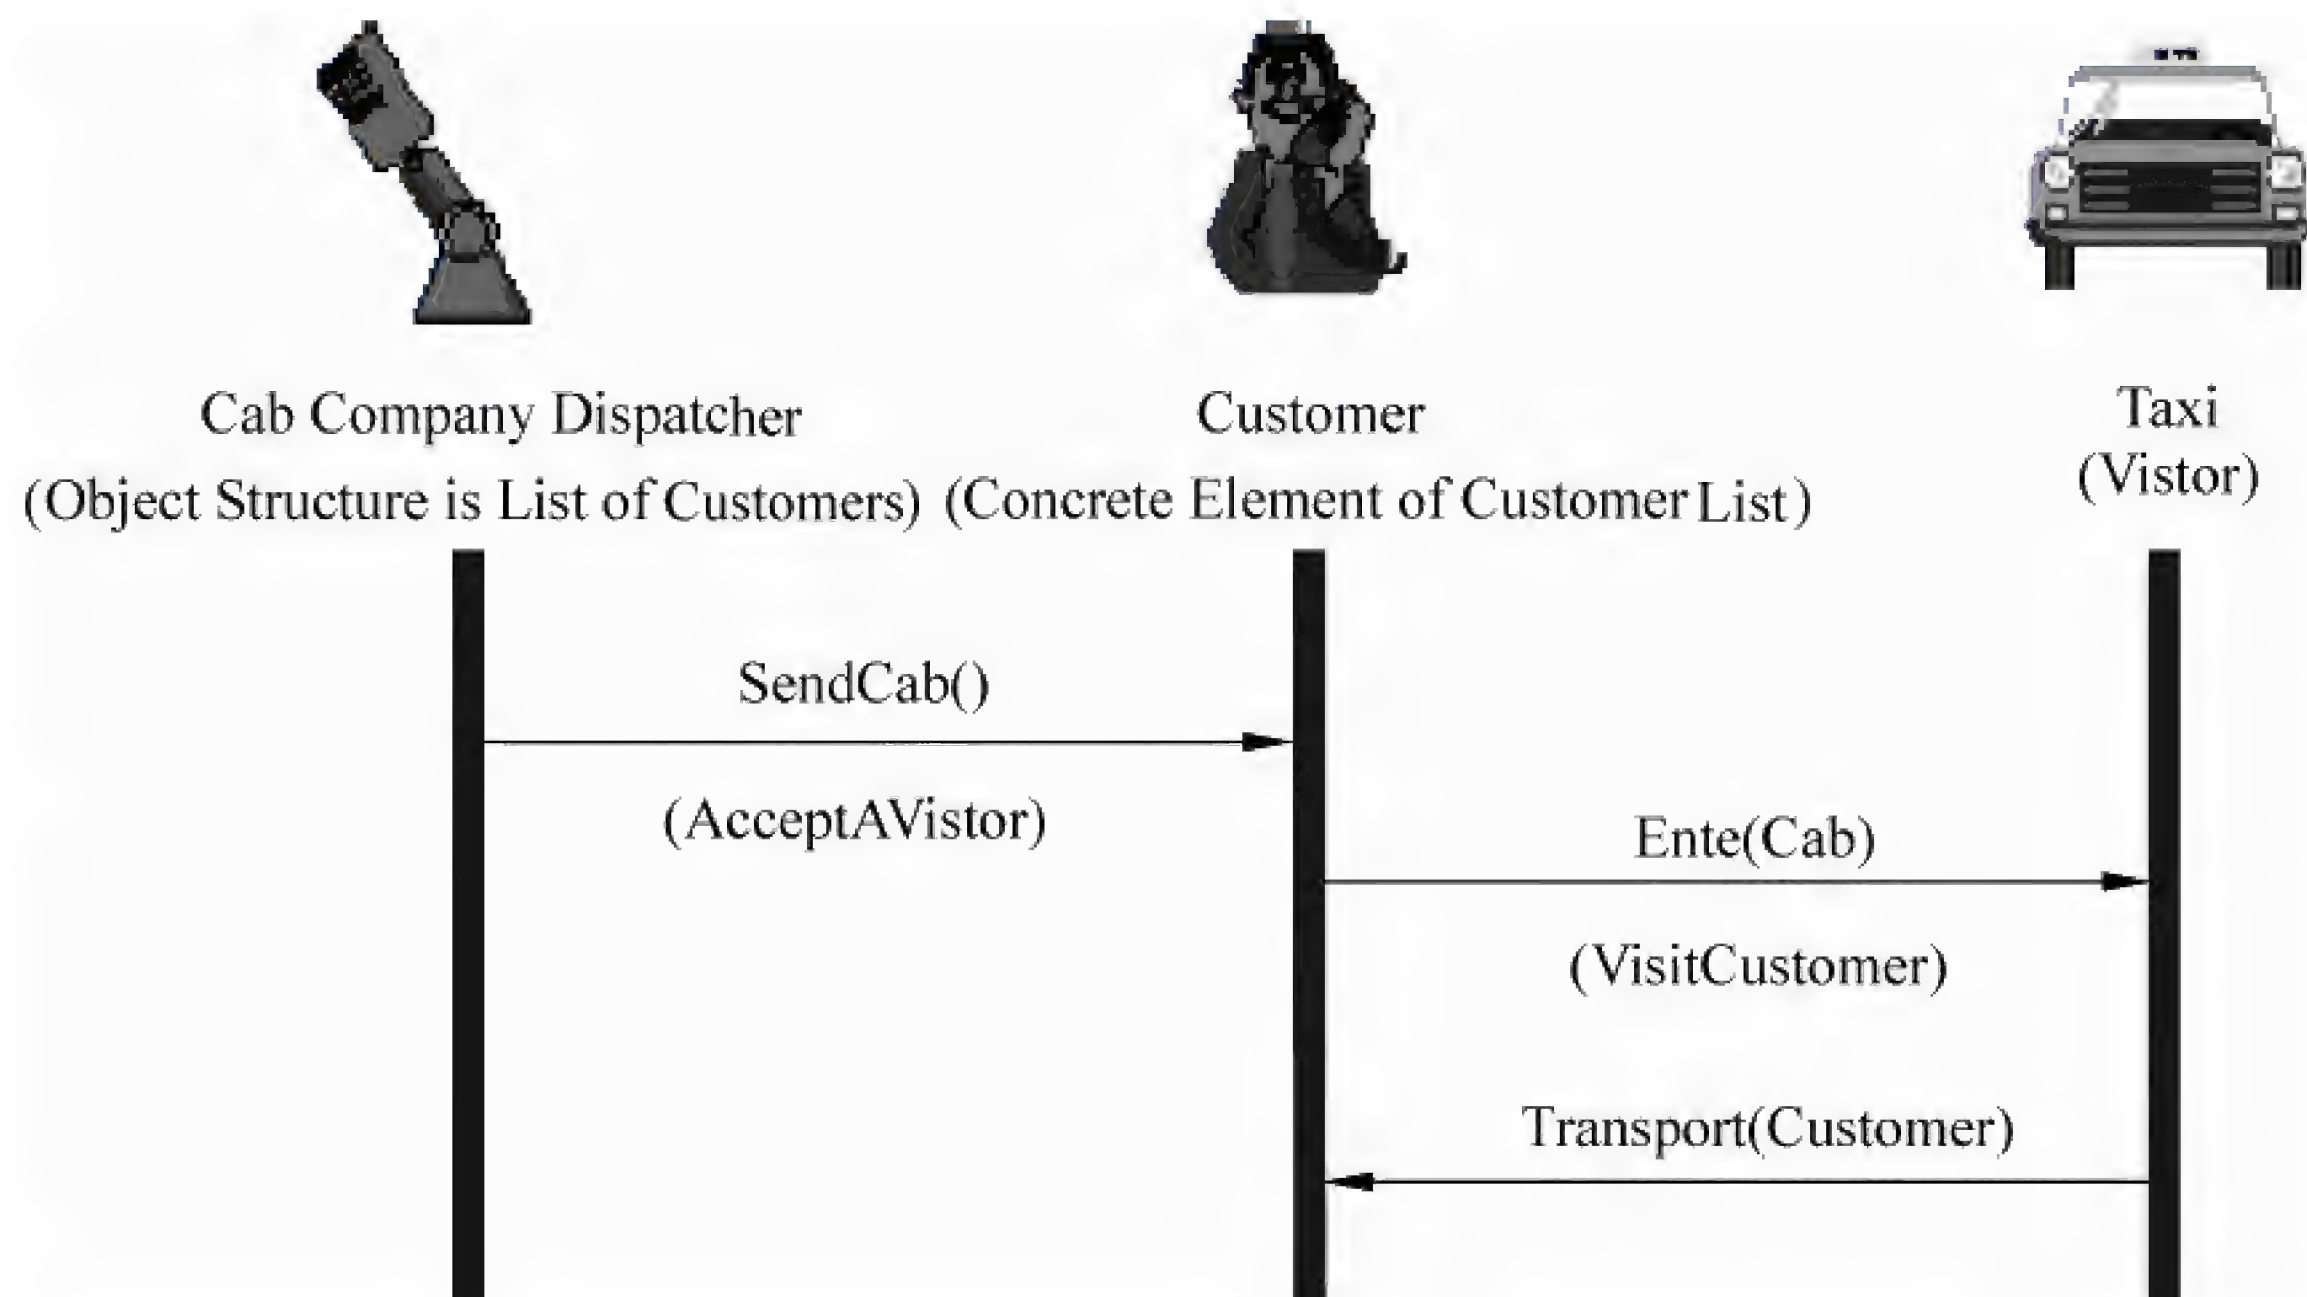 Cab Company Dispatcher
(Object Structure is List of Customers)
Customer
(Concrete Element of Customer List)
Taxi
(Vistor)
SendCab()
(AcceptAVistor)
Ente(Cab)
(VisitCustomer)
Transport(Customer)